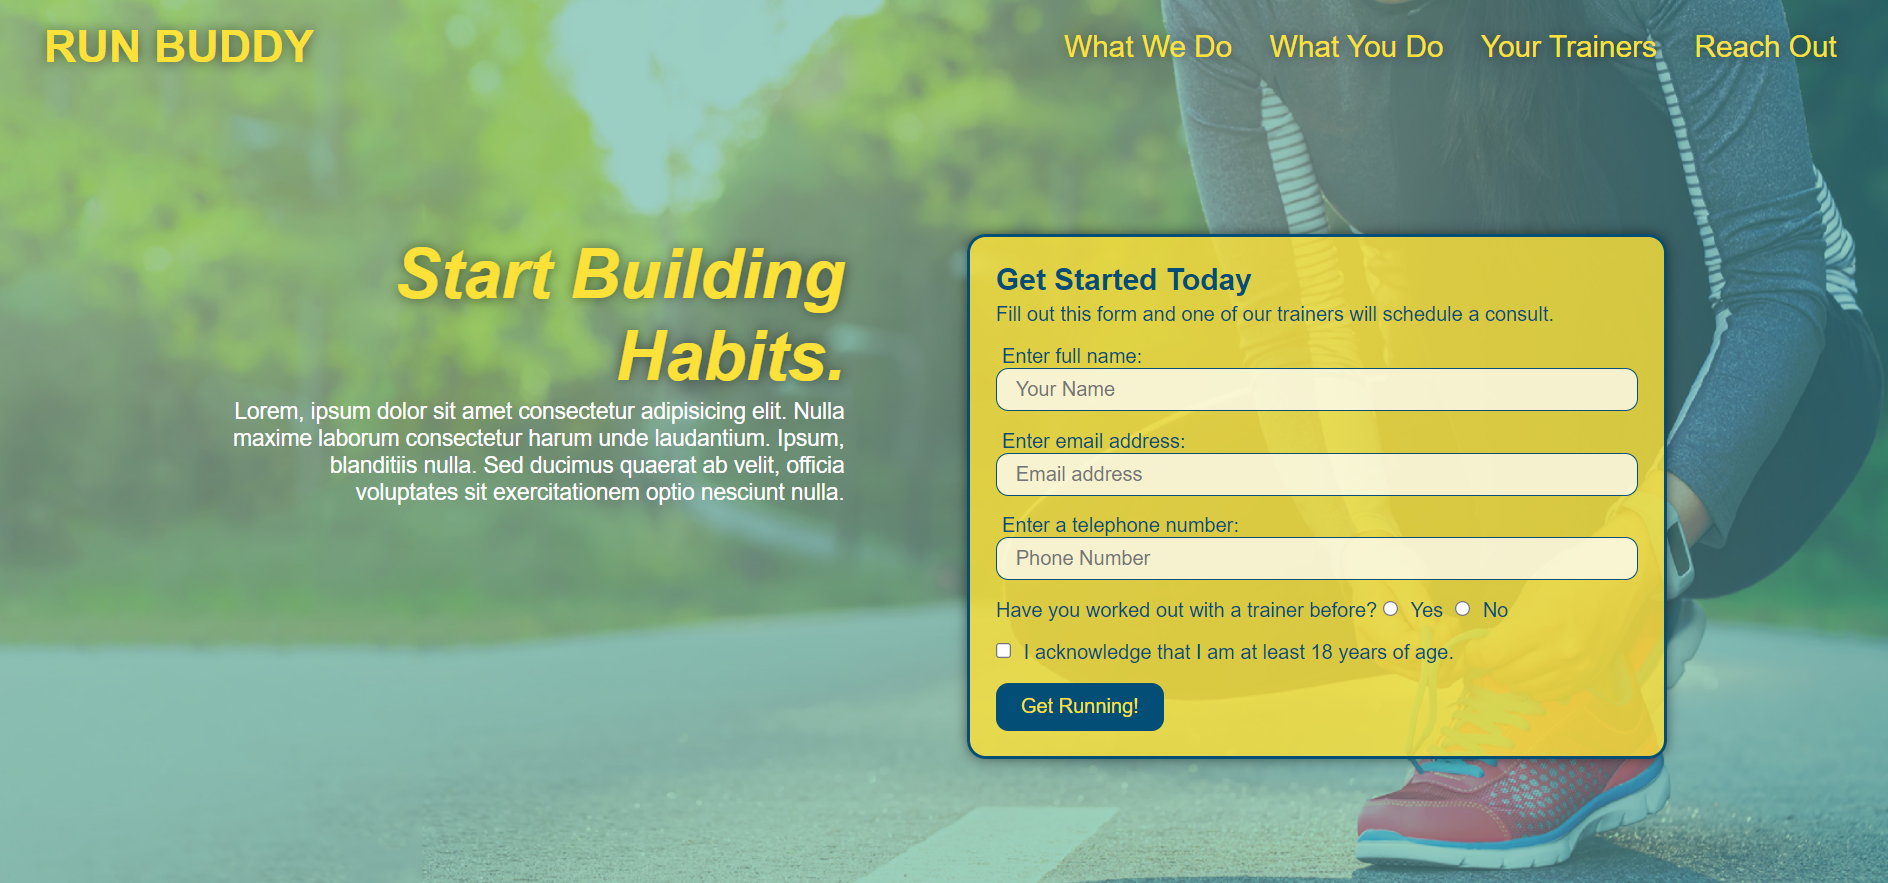 RUN BUDDY
What We Do
What You Do
Your Trainers
Reach Out
Start Building
Habits.
Lorem, ipsum dolor sit amet consectetur adipisicing elit. Nulla
maxime laborum consectetur harum unde laudantium. Ipsum,
blanditiis nulla. Sed ducimus quaerat ab velit, officia
voluptates sit exercitationem optio nesciunt nulla.
Get Started Today
Fill out this form and one of our trainers will schedule a consult.
Enter full name:
Your Name
Enter email address:
Email address
Enter a telephone number:
Phone Number
Have you worked out with a trainer before? Yes No
I acknowledge that I am at least 18 years of age.
Get Running!